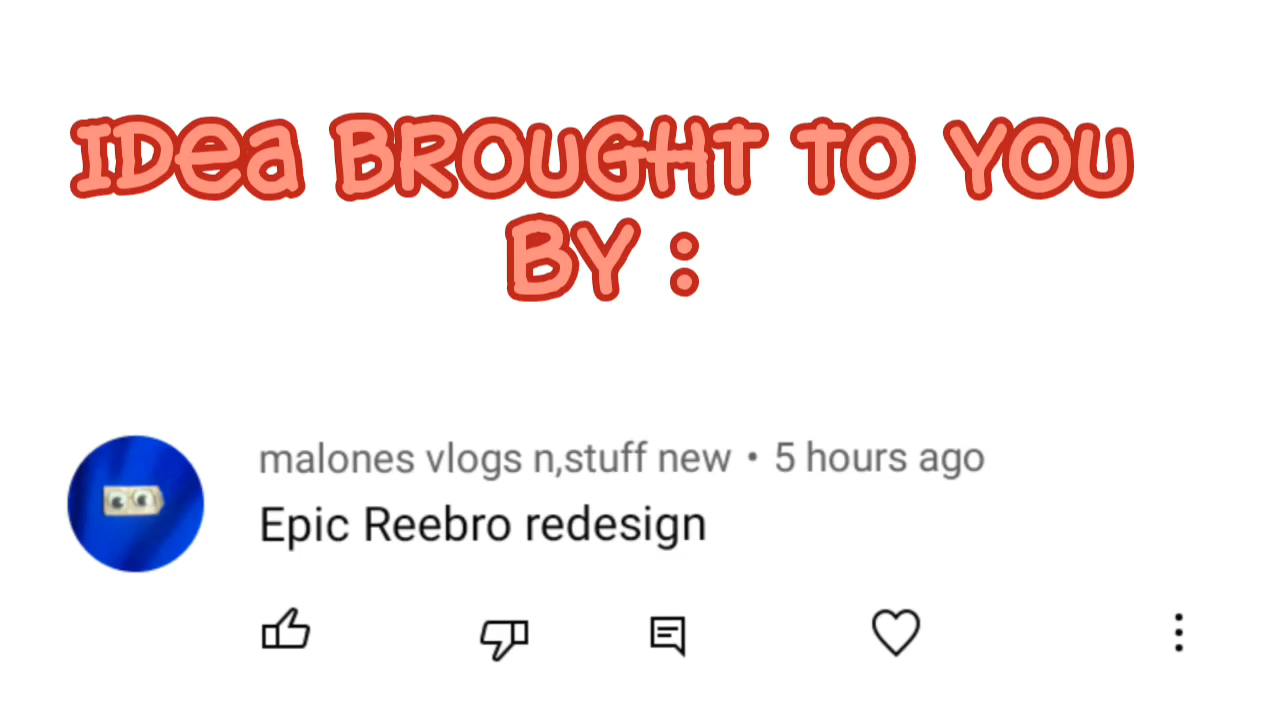 IDea BROUGHT TO YOU
BY :
malones vlogs n,stuff new • 5 hours ago
Epic Reebro redesign